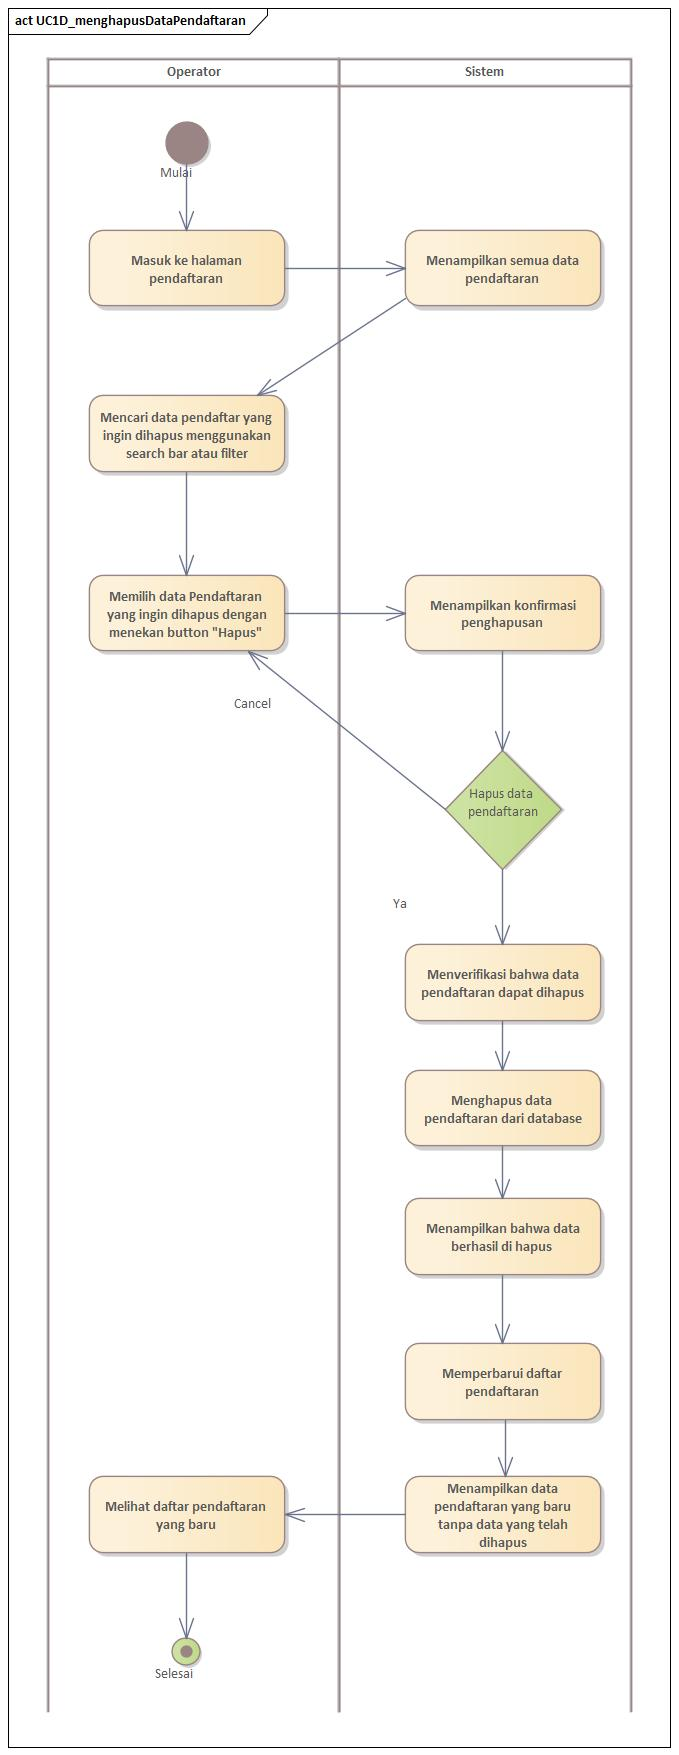 act UC1D_menghapusDataPendaftaran
Operator
Sistem
Mulai
Masuk ke halaman
pendaftaran
Menampilkan semua data
pendaftaran
Mencari data pendaftar yang
ingin dihapus menggunakan
search bar atau filter
Memilih data Pendaftaran
yang ingin dihapus dengan
menekan button "Hapus"
Menampilkan konfirmasi
penghapusan
Cancel
Hapus data
pendaftaran
Ya
Menverifikasi bahwa data
pendaftaran dapat dihapus
Menghapus data
pendaftaran dari database
Menampilkan bahwa data
berhasil di hapus
Memperbarui daftar
pendaftaran
Menampilkan data
pendaftaran yang baru
tanpa data yang telah
dihapus
Melihat daftar pendaftaran
yang baru
Selesai